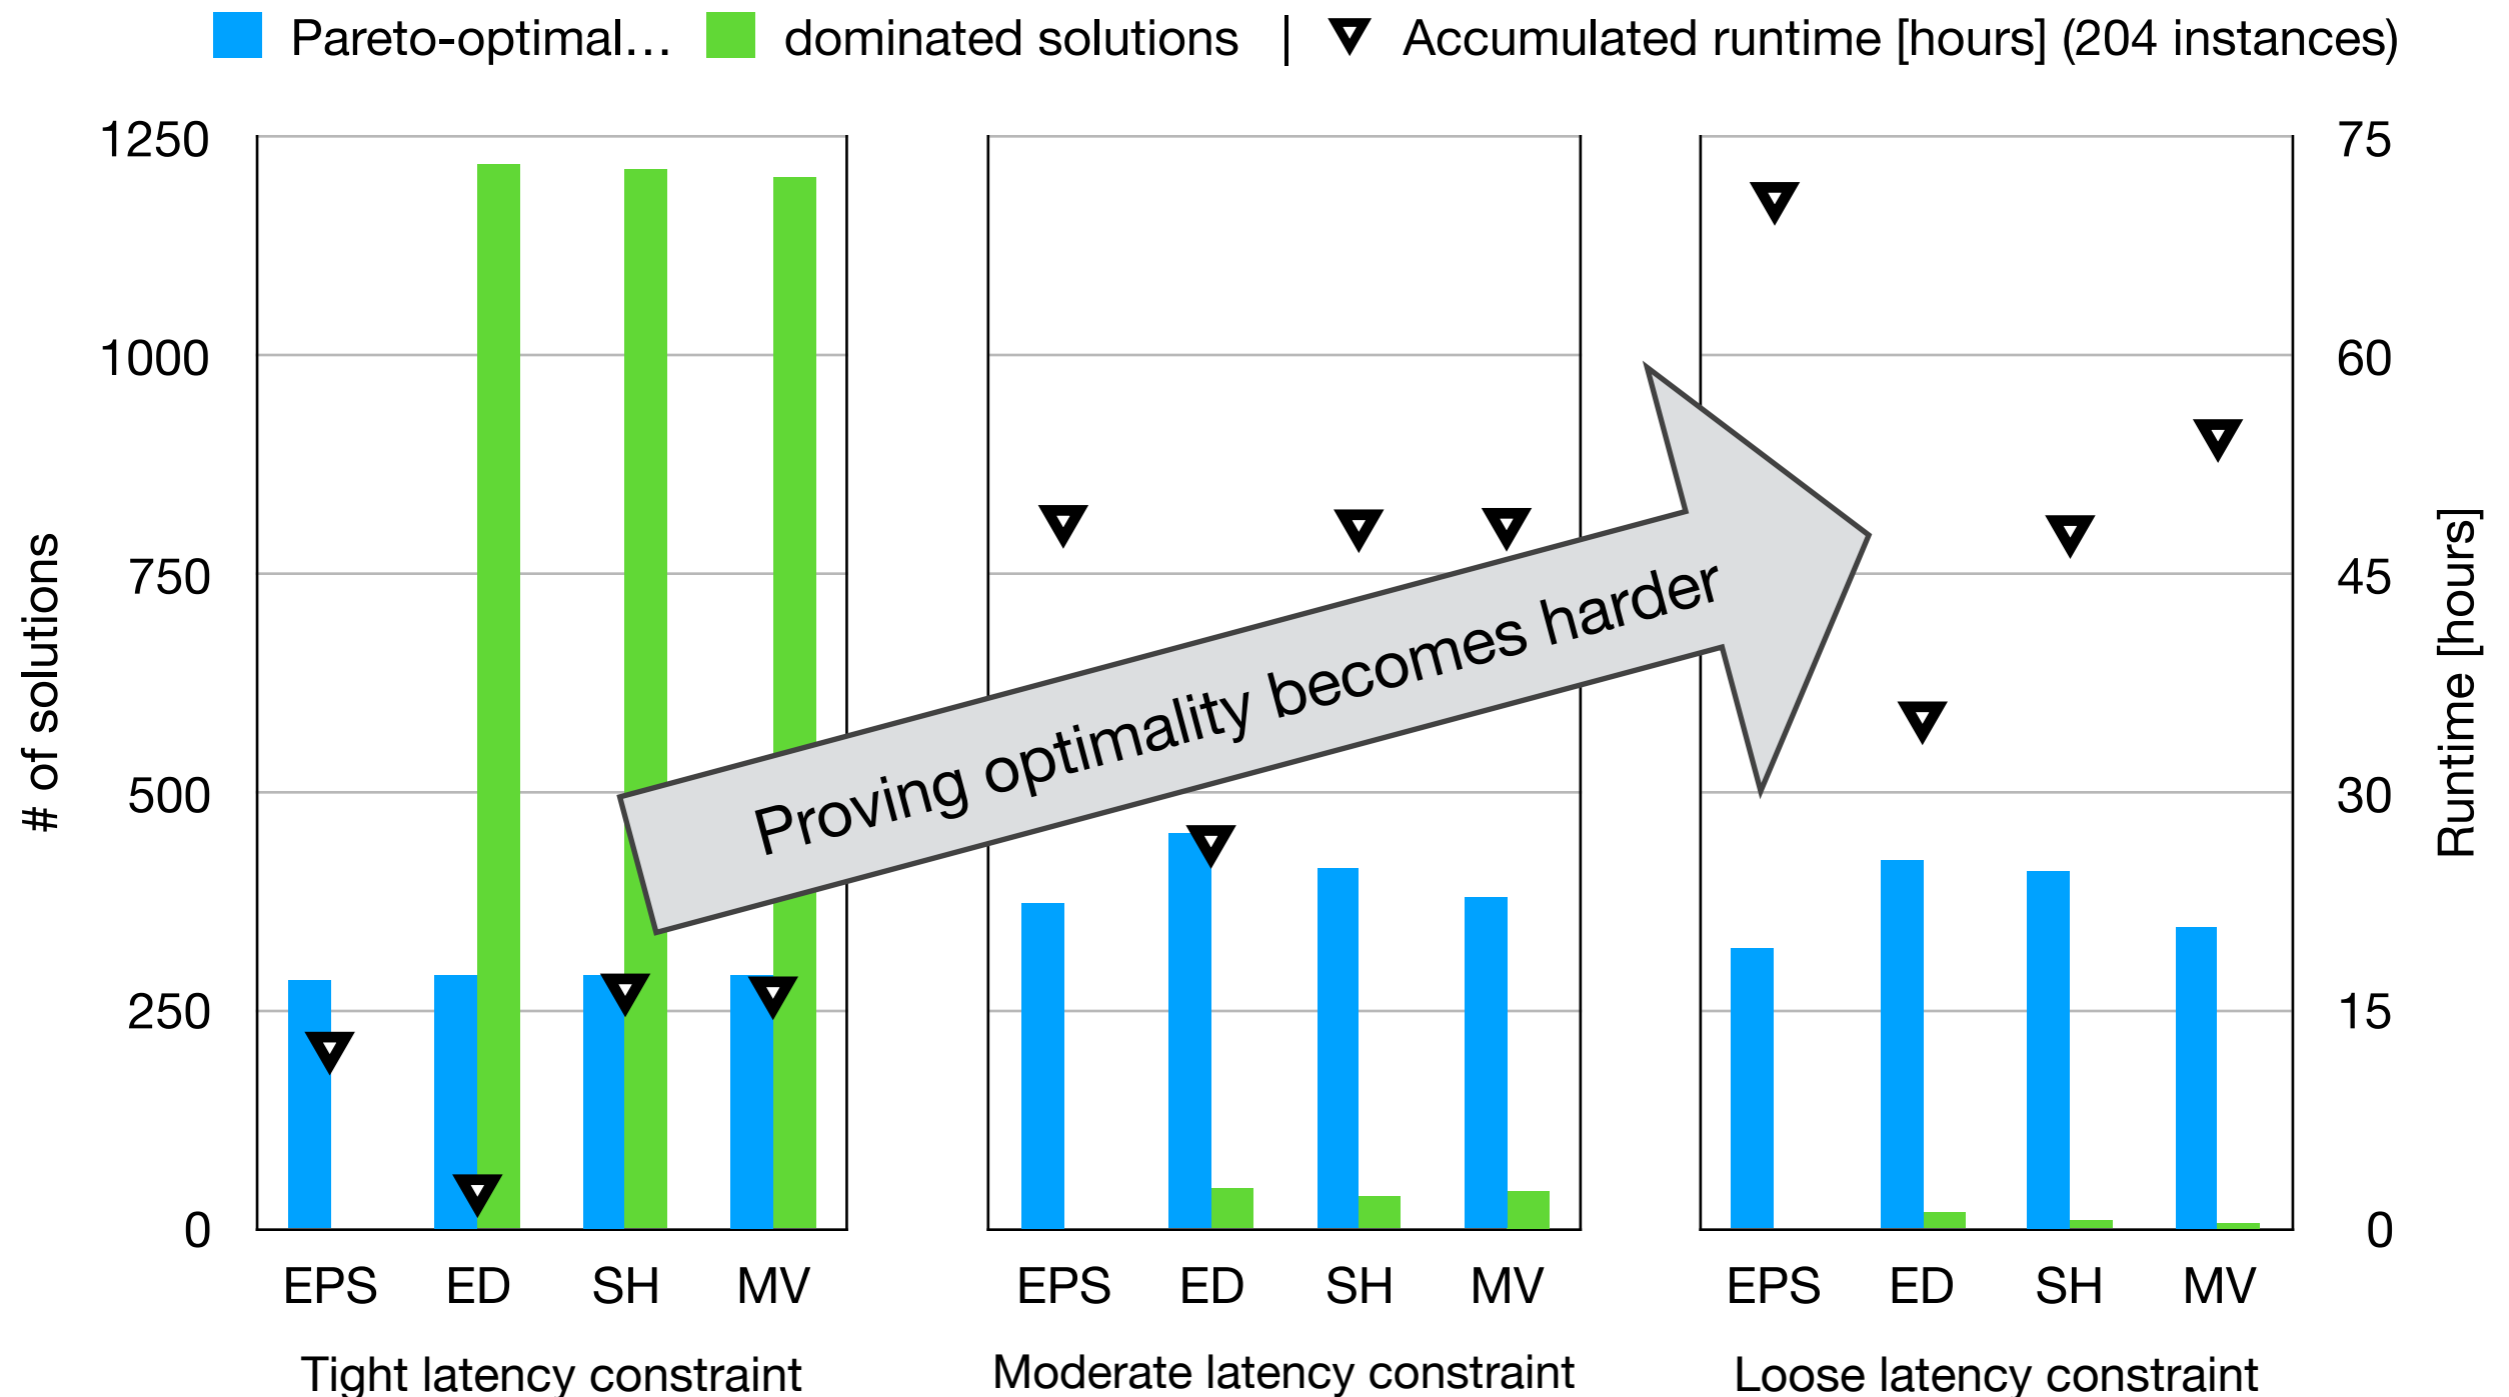 Pareto-optimal… dominated solutions | Accumulated runtime [hours] (204 instances)
1250 75
1000 60
750 45
500 30
250 15
0 0
# of solutions
Runtime [hours]
Proving optimality becomes harder
EPS ED SH MV EPS ED SH MV EPS ED SH MV
Tight latency constraint Moderate latency constraint Loose latency constraint